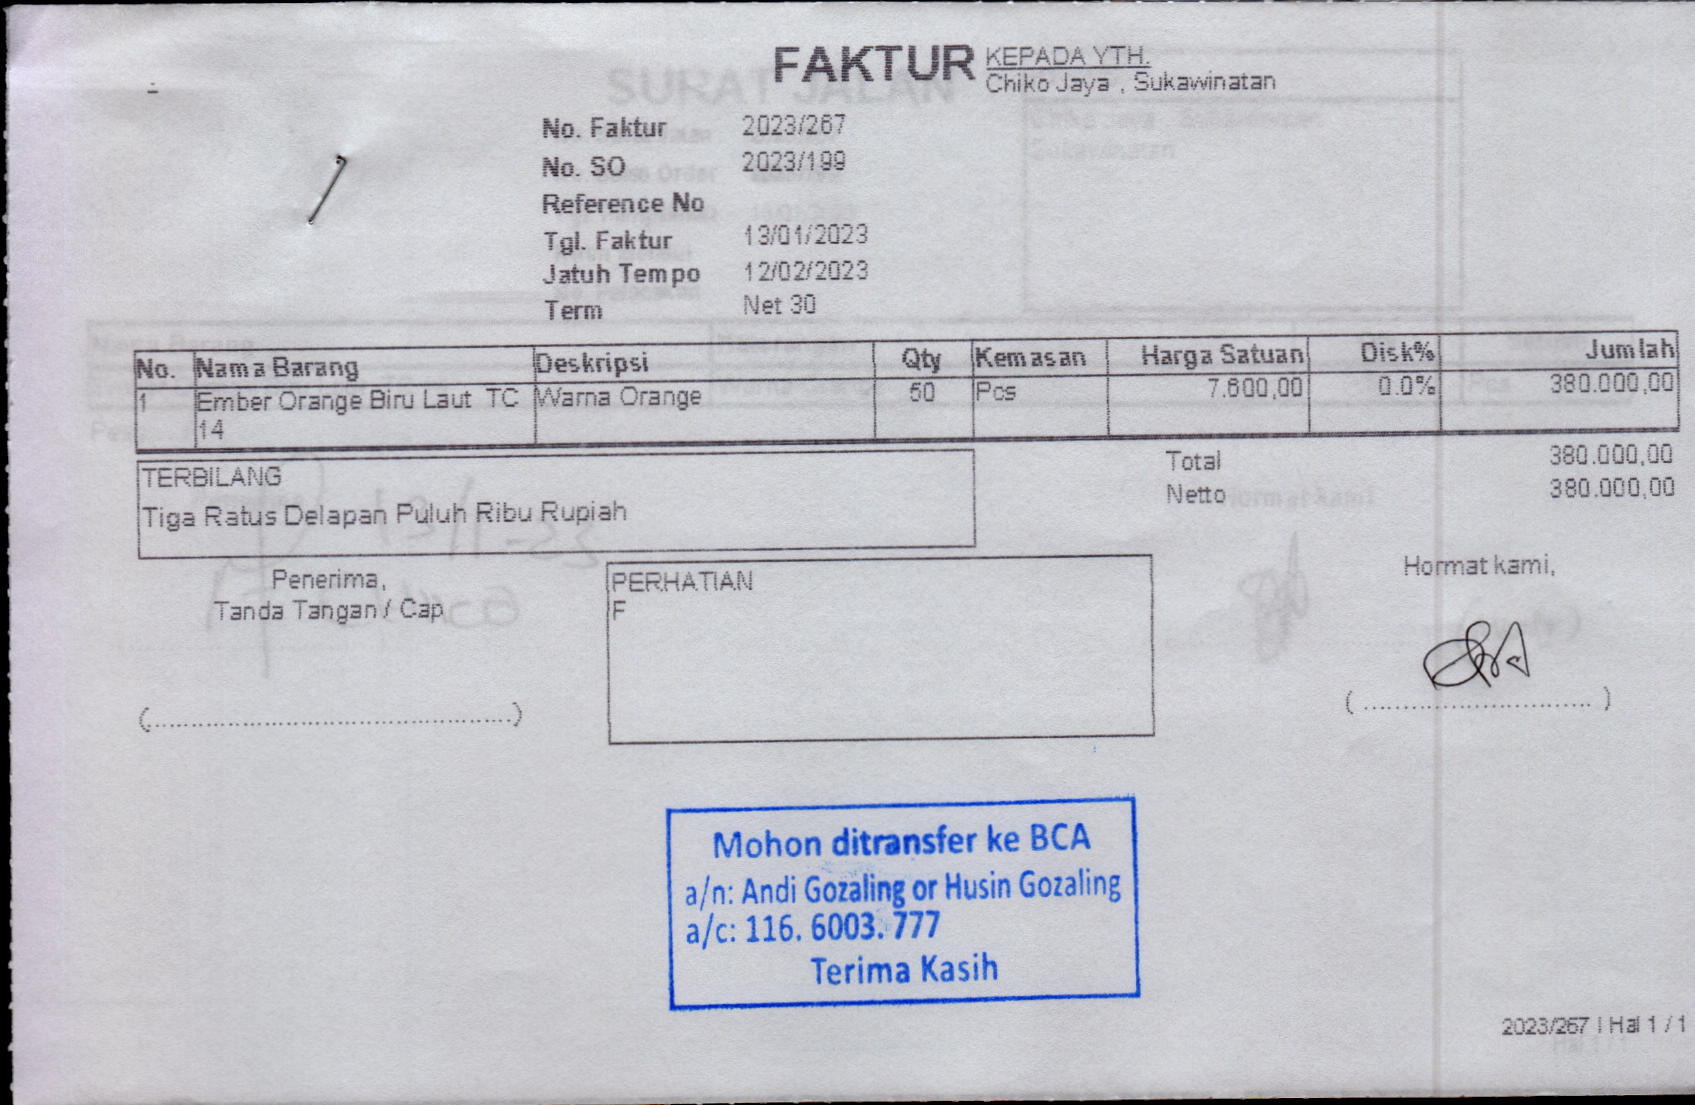 FAKTUR
KEPADA YTH.
Chiko Jaya , Sukawinatan
No. Faktur 2023/267
No. SO 2023/199
Reference No
Tgl. Faktur 13/01/2023
Jatuh Tempo 12/02/2023
Term Net 30
No. Nama Barang Deskripsi Qty Kemasan Harga Satuan Disk% Jumlah
1 Ember Orange Biru Laut TC Warna Orange 50 Pcs 7.600,00 0.0% 380.000,00
14
TERBILANG
Tiga Ratus Delapan Puluh Ribu Rupiah
Total 380.000,00
Netto 380.000,00
Penerima,
Tanda Tangan / Cap
(................................................)
PERHATIAN
F
Hormat kami,
( ............................. )
Mohon ditransfer ke BCA
a/n: Andi Gozaling or Husin Gozaling
a/c: 116. 6003. 777
Terima Kasih
2023/267 | Hal 1 / 1